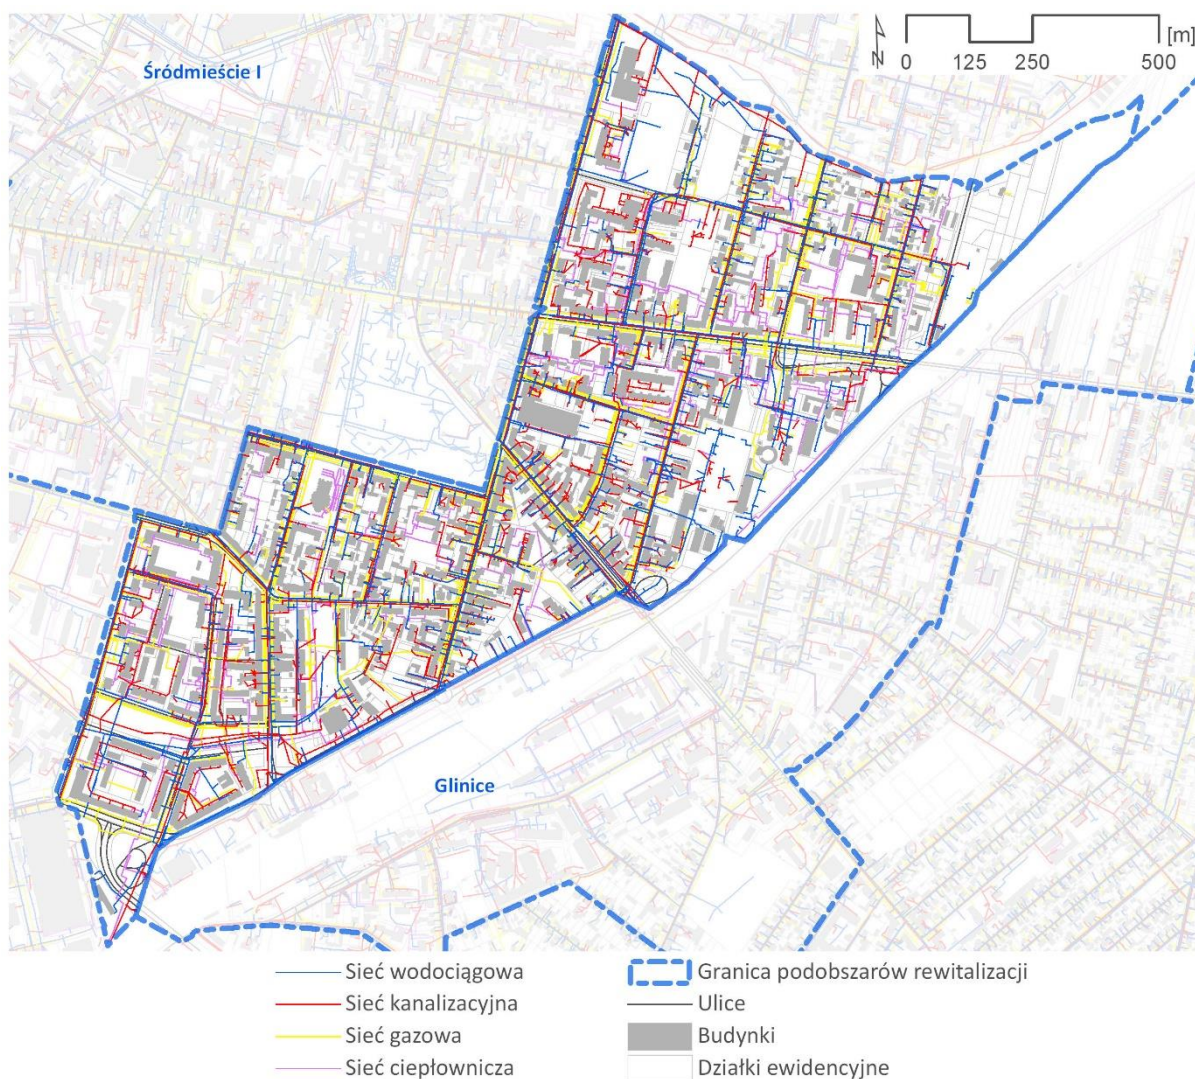 Śródmieście I
[m]
0 125 250 500
N
Glinice
Sieć wodociągowa
Sieć kanalizacyjna
Sieć gazowa
Sieć ciepłownicza
Granica podobszarów rewitalizacji
Ulice
Budynki
Działki ewidencyjne